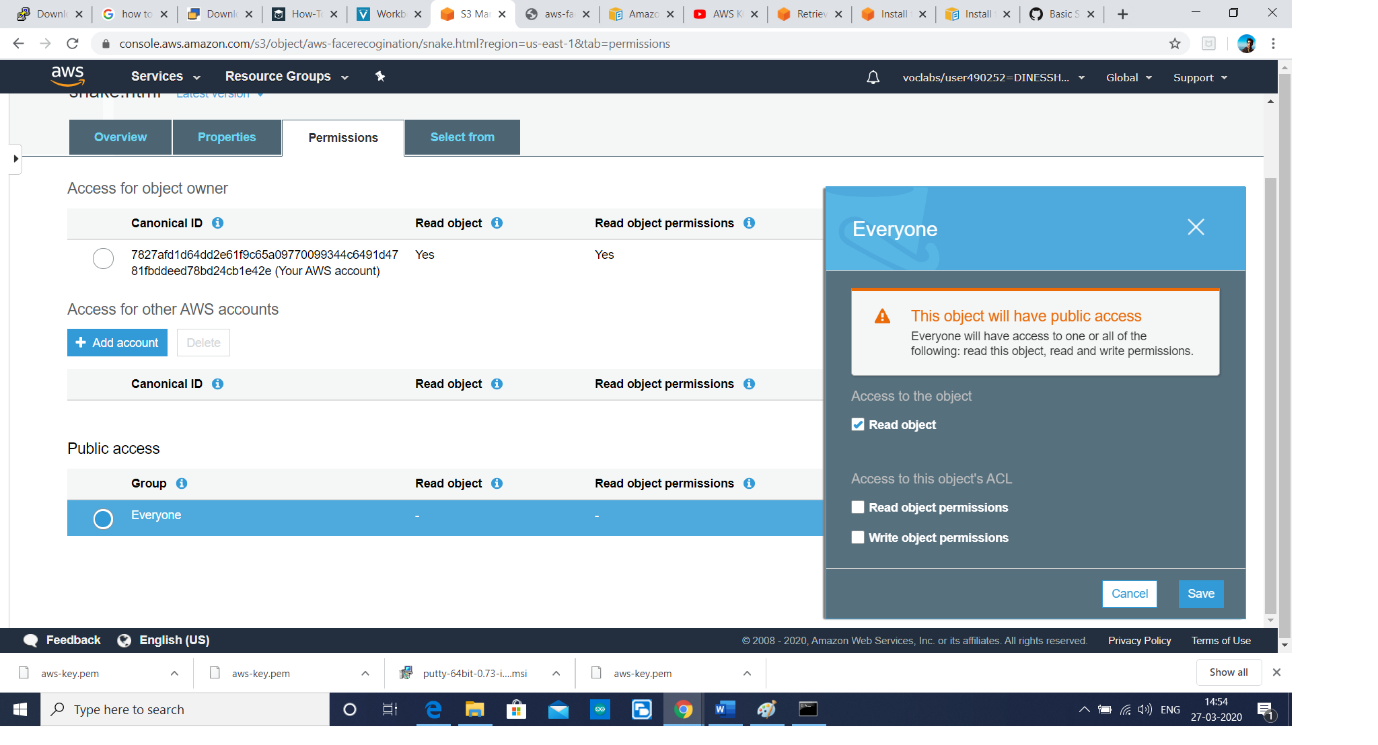 Downl
how to
Downl
How-T
Workb
S3 Ma
aws-fa
Amazo
AWS K
Retrie
Install
Install
Basic S
console.aws.amazon.com/s3/object/aws-facerecogination/snake.html?region=us-east-1&tab=permissions
aws Services Resource Groups voclabs/user490252=DINESSH... Global Support
snake.html Latest version
Overview Properties Permissions Select from
Access for object owner
Canonical ID Read object Read object permissions
7827afd1d64dd2e61f9c65a09770099344c6491d47 Yes Yes
81fbddeed78bd24cb1e42e (Your AWS account)
Access for other AWS accounts
+ Add account Delete
Canonical ID Read object Read object permissions
Public access
Group Read object Read object permissions
Everyone - -
Everyone
This object will have public access
Everyone will have access to one or all of the
following: read this object, read and write permissions.
Access to the object
Read object
Access to this object's ACL
Read object permissions
Write object permissions
Cancel Save
Feedback English (US) © 2008 - 2020, Amazon Web Services, Inc. or its affiliates. All rights reserved. Privacy Policy Terms of Use
aws-key.pem aws-key.pem putty-64bit-0.73-i....msi aws-key.pem Show all
Type here to search ENG 14:54
27-03-2020 1